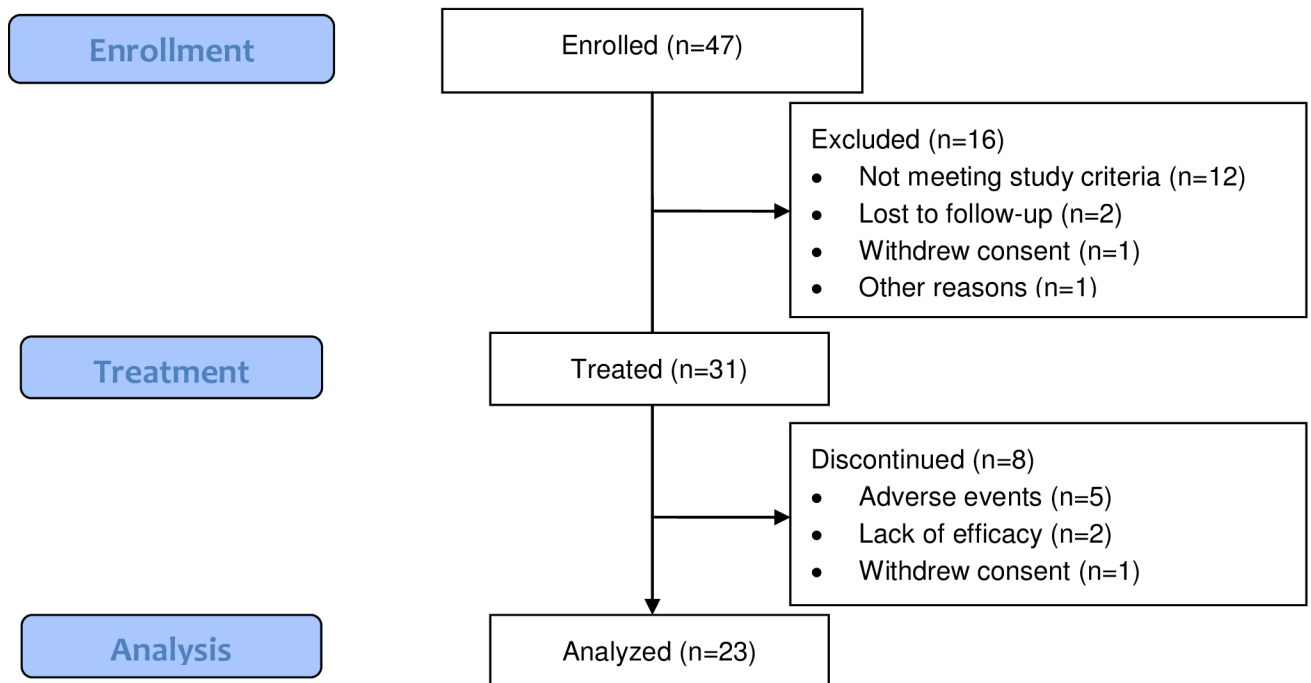 Enrollment
Enrolled (n=47)
Excluded (n=16)
• Not meeting study criteria (n=12)
• Lost to follow-up (n=2)
• Withdrew consent (n=1)
• Other reasons (n=1)
Treatment
Treated (n=31)
Discontinued (n=8)
• Adverse events (n=5)
• Lack of efficacy (n=2)
• Withdrew consent (n=1)
Analysis
Analyzed (n=23)